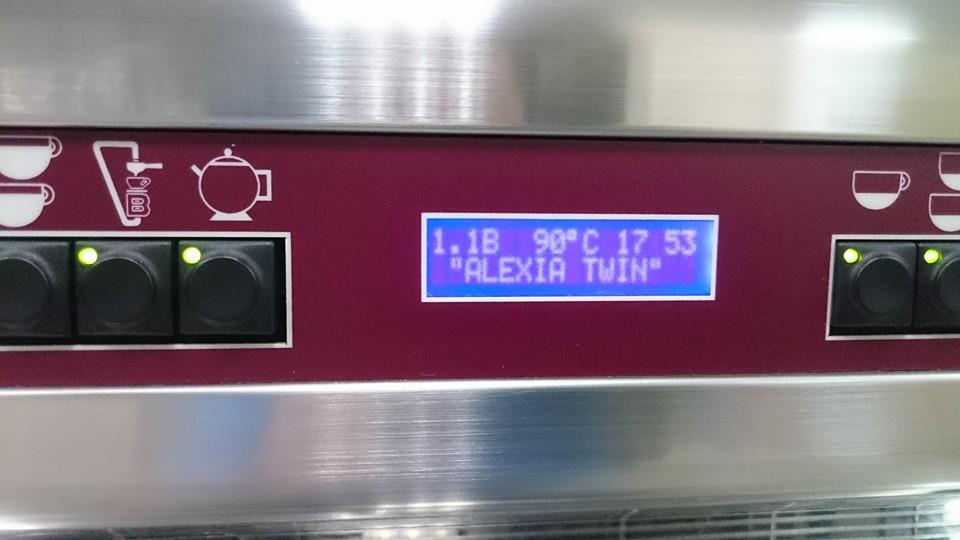 1.1B 90°C 17 53
"ALEXIA TWIN"